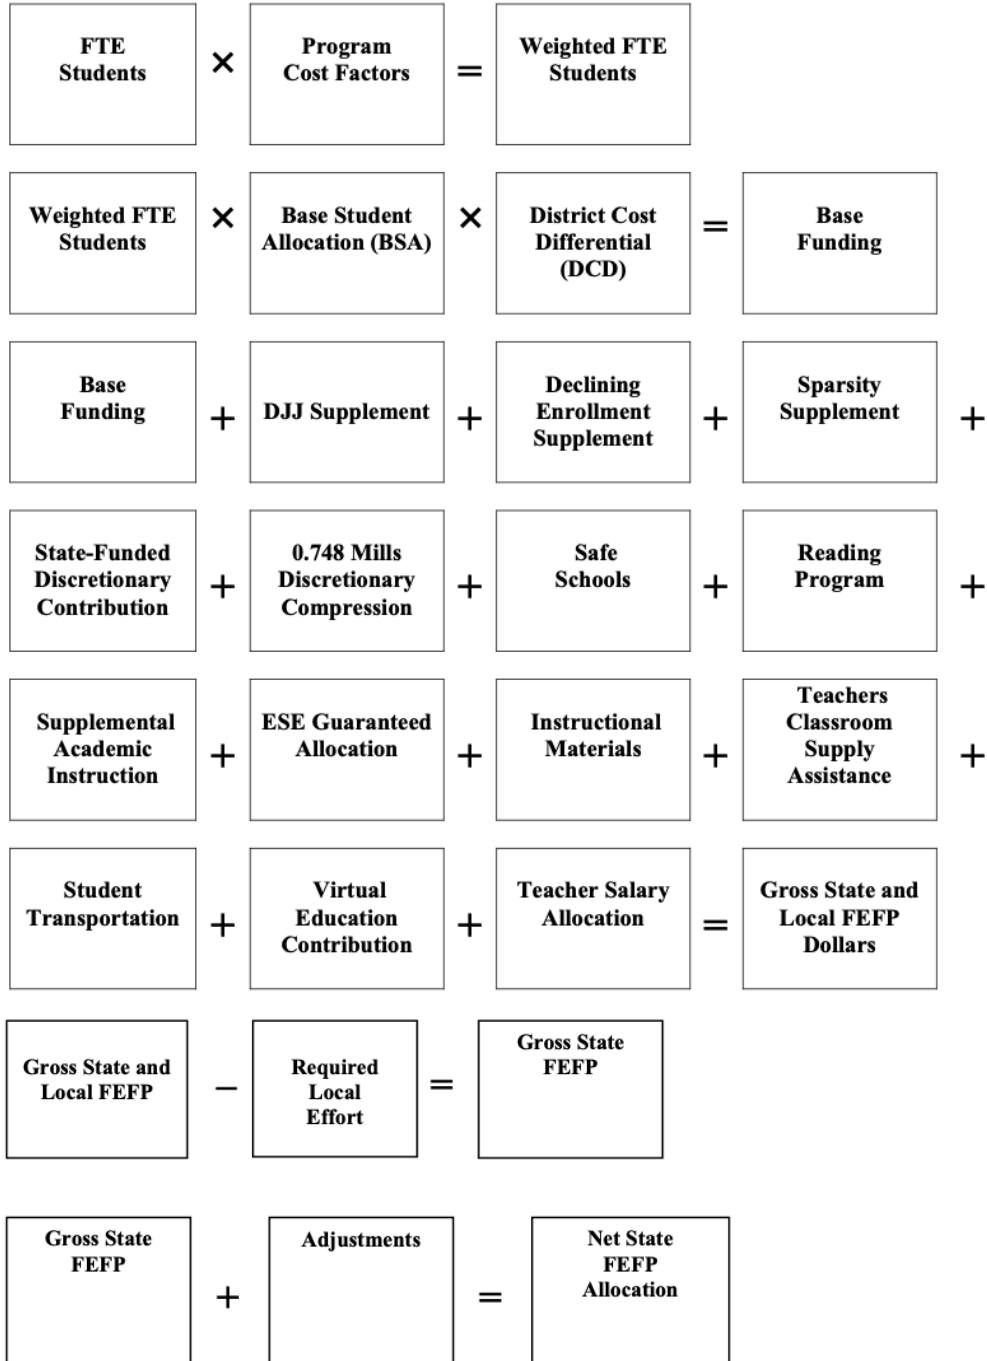 FTE
Students
×
Program
Cost Factors
=
Weighted FTE
Students
Weighted FTE
Students
×
Base Student
Allocation (BSA)
×
District Cost
Differential
(DCD)
=
Base
Funding
Base
Funding
+
DJJ Supplement
+
Declining
Enrollment
Supplement
+
Sparsity
Supplement
+
State-Funded
Discretionary
Contribution
+
0.748 Mills
Discretionary
Compression
+
Safe
Schools
+
Reading
Program
+
Supplemental
Academic
Instruction
+
ESE Guaranteed
Allocation
+
Instructional
Materials
+
Teachers
Classroom
Supply
Assistance
+
Student
Transportation
+
Virtual
Education
Contribution
+
Teacher Salary
Allocation
=
Gross State and
Local FEFP
Dollars
Gross State and
Local FEFP
–
Required
Local
Effort
=
Gross State
FEFP
Gross State
FEFP
+
Adjustments
=
Net State
FEFP
Allocation